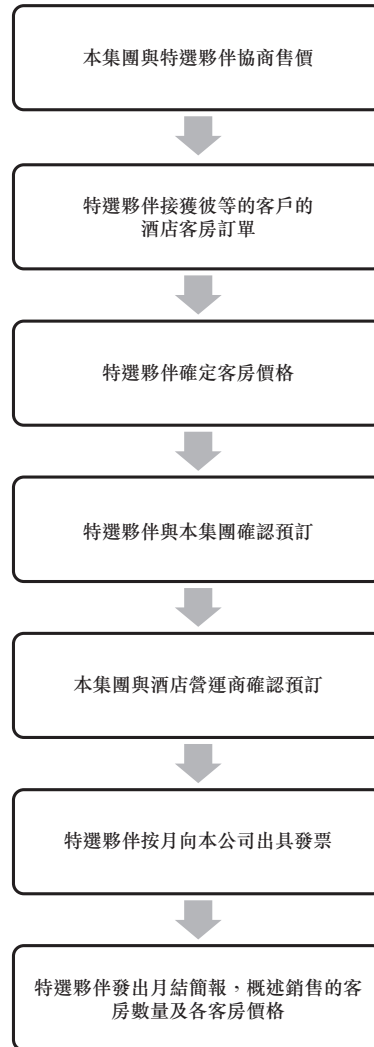 本集團與特選夥伴協商售價
特選夥伴接獲彼等的客戶的
酒店客房訂單
特選夥伴確定客房價格
特選夥伴與本集團確認預訂
本集團與酒店營運商確認預訂
特選夥伴按月向本公司出具發票
特選夥伴發出月結簡報，概述銷售的客
房數量及各客房價格